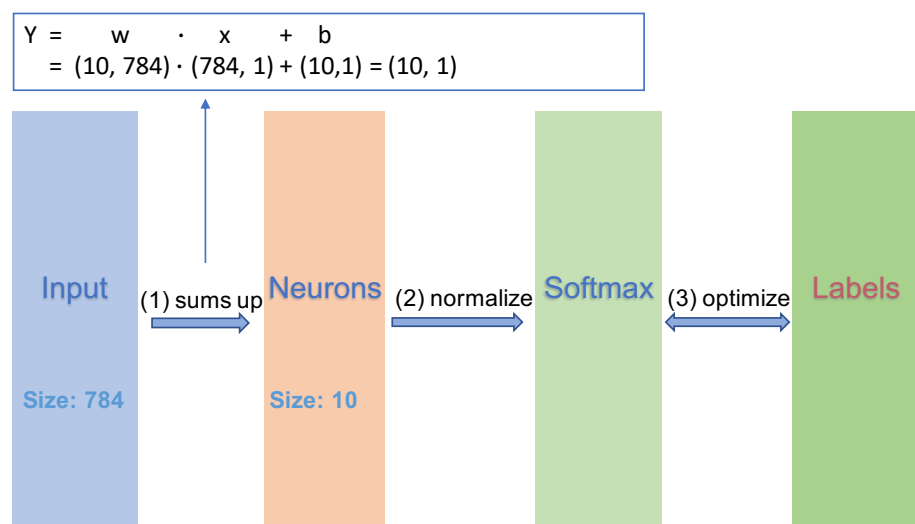 Y = w · x + b
= (10, 784) · (784, 1) + (10,1) = (10, 1)
Input
(1) sums up
Neurons
(2) normalize
Softmax
(3) optimize
Labels
Size: 784
Size: 10